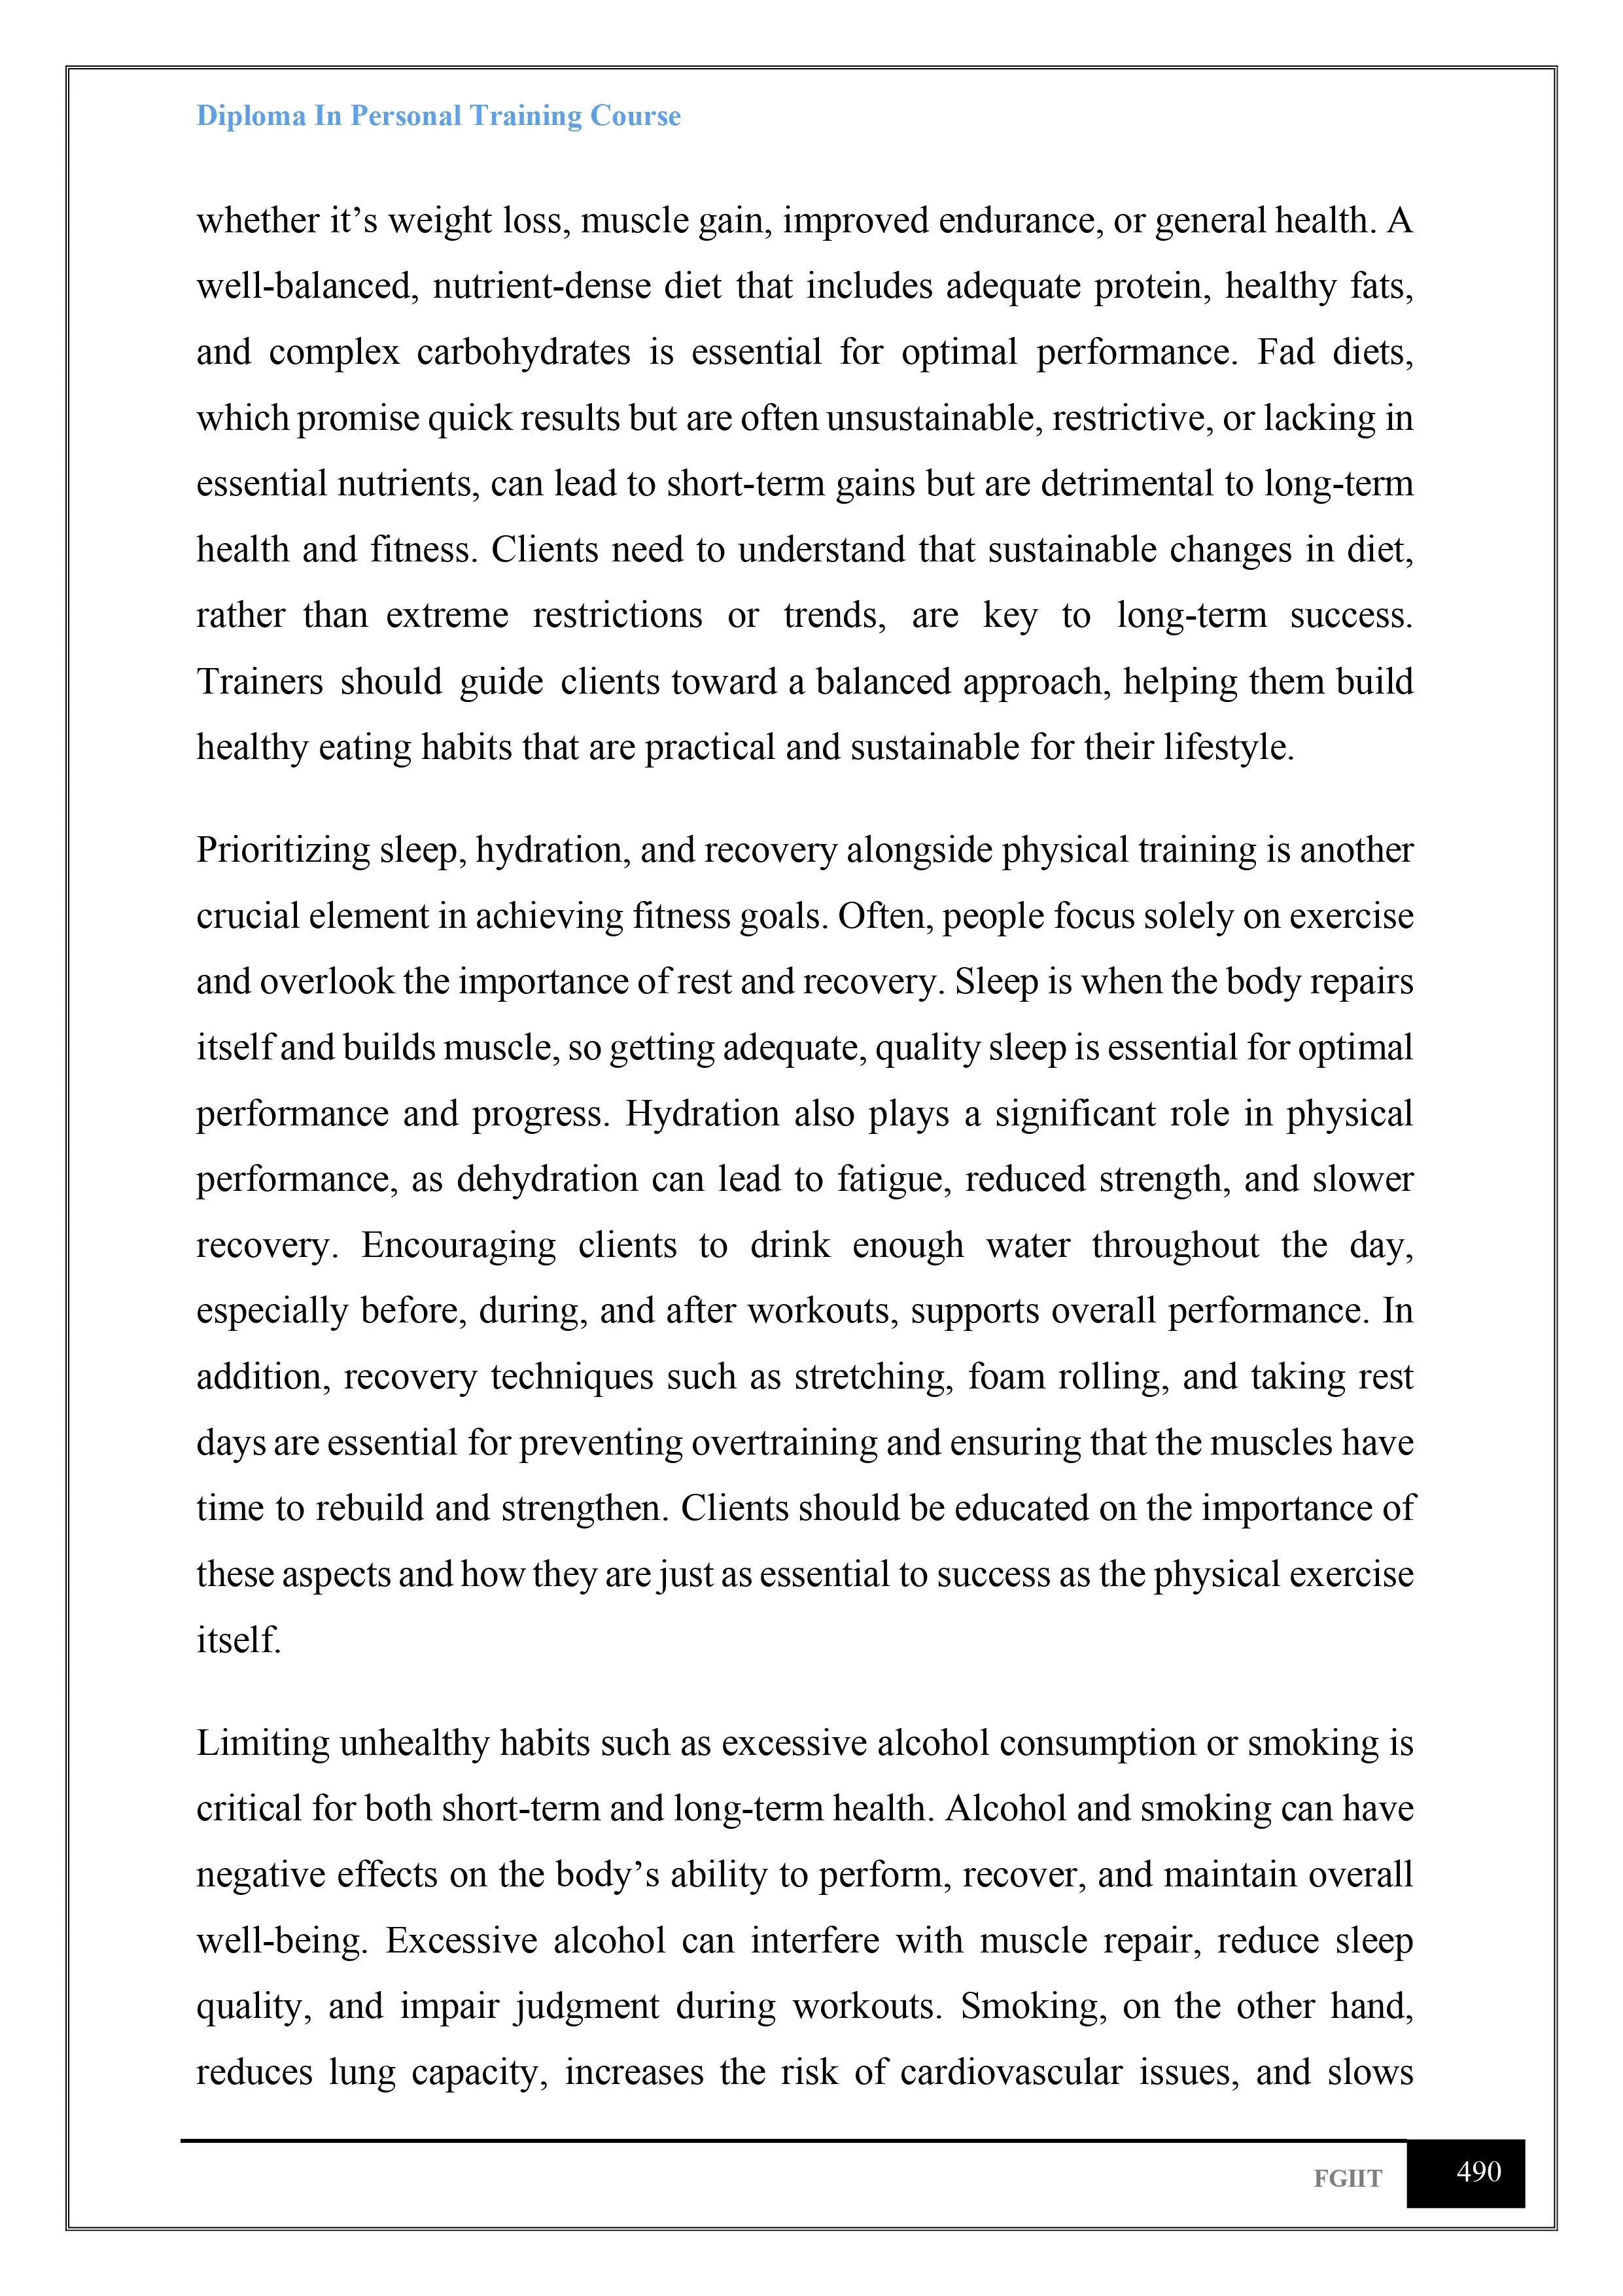 Diploma In Personal Training Course
whether it’s weight loss, muscle gain, improved endurance, or general health. A
well-balanced, nutrient-dense diet that includes adequate protein, healthy fats,
and complex carbohydrates is essential for optimal performance. Fad diets,
which promise quick results but are often unsustainable, restrictive, or lacking in
essential nutrients, can lead to short-term gains but are detrimental to long-term
health and fitness. Clients need to understand that sustainable changes in diet,
rather than extreme restrictions or trends, are key to long-term success.
Trainers should guide clients toward a balanced approach, helping them build
healthy eating habits that are practical and sustainable for their lifestyle.
Prioritizing sleep, hydration, and recovery alongside physical training is another
crucial element in achieving fitness goals. Often, people focus solely on exercise
and overlook the importance of rest and recovery. Sleep is when the body repairs
itself and builds muscle, so getting adequate, quality sleep is essential for optimal
performance and progress. Hydration also plays a significant role in physical
performance, as dehydration can lead to fatigue, reduced strength, and slower
recovery. Encouraging clients to drink enough water throughout the day,
especially before, during, and after workouts, supports overall performance. In
addition, recovery techniques such as stretching, foam rolling, and taking rest
days are essential for preventing overtraining and ensuring that the muscles have
time to rebuild and strengthen. Clients should be educated on the importance of
these aspects and how they are just as essential to success as the physical exercise
itself.
Limiting unhealthy habits such as excessive alcohol consumption or smoking is
critical for both short-term and long-term health. Alcohol and smoking can have
negative effects on the body’s ability to perform, recover, and maintain overall
well-being. Excessive alcohol can interfere with muscle repair, reduce sleep
quality, and impair judgment during workouts. Smoking, on the other hand,
reduces lung capacity, increases the risk of cardiovascular issues, and slows
FGIIT 490